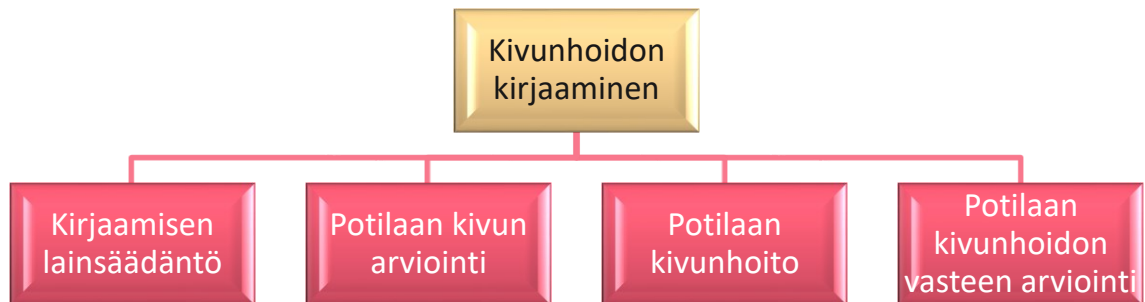 Kivunhoidon
kirjaaminen
Kirjaamisen
lainsäädäntö
Potilaan kivun
arviointi
Potilaan
kivunhoito
Potilaan
kivunhoidon
vasteen arviointi